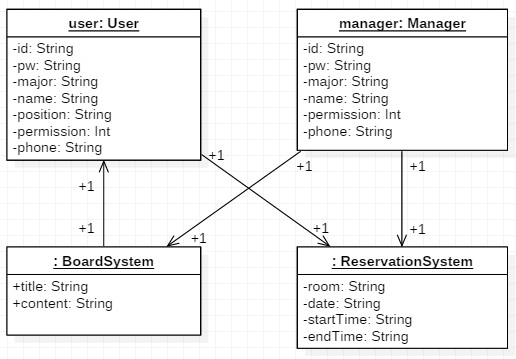 user: User
-id: String
-pw: String
-major: String
-name: String
-position: String
-permission: Int
-phone: String
manager: Manager
-id: String
-pw: String
-major: String
-name: String
-permission: Int
-phone: String
+1
+1
+1
+1
+1
+1
+1
+1
: BoardSystem
+title: String
+content: String
: ReservationSystem
-room: String
-date: String
-startTime: String
-endTime: String